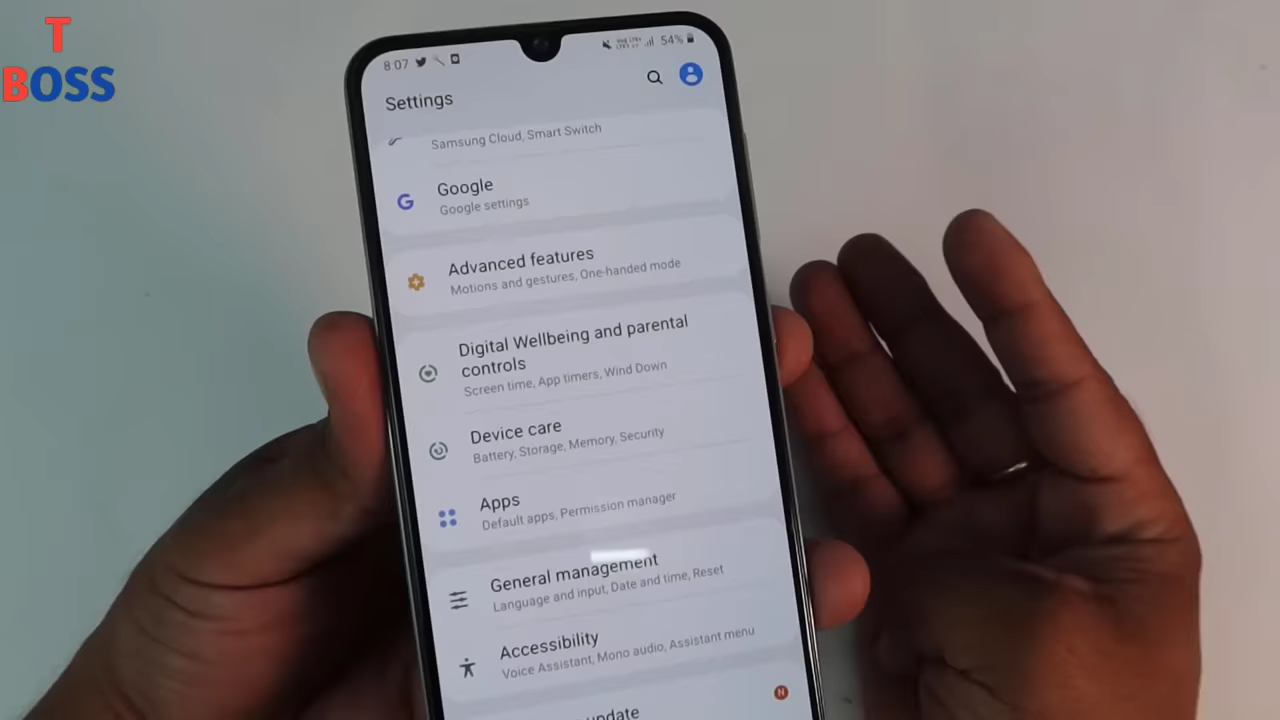 T
BOSS
8:07
54%
Settings
Samsung Cloud, Smart Switch
G
Google
Google settings
Advanced features
Motions and gestures, One-handed mode
Digital Wellbeing and parental
controls
Screen time, App timers, Wind Down
Device care
Battery, Storage, Memory, Security
Apps
Default apps, Permission manager
General management
Language and input, Date and time, Reset
Accessibility
Voice Assistant, Mono audio, Assistant menu
update
N